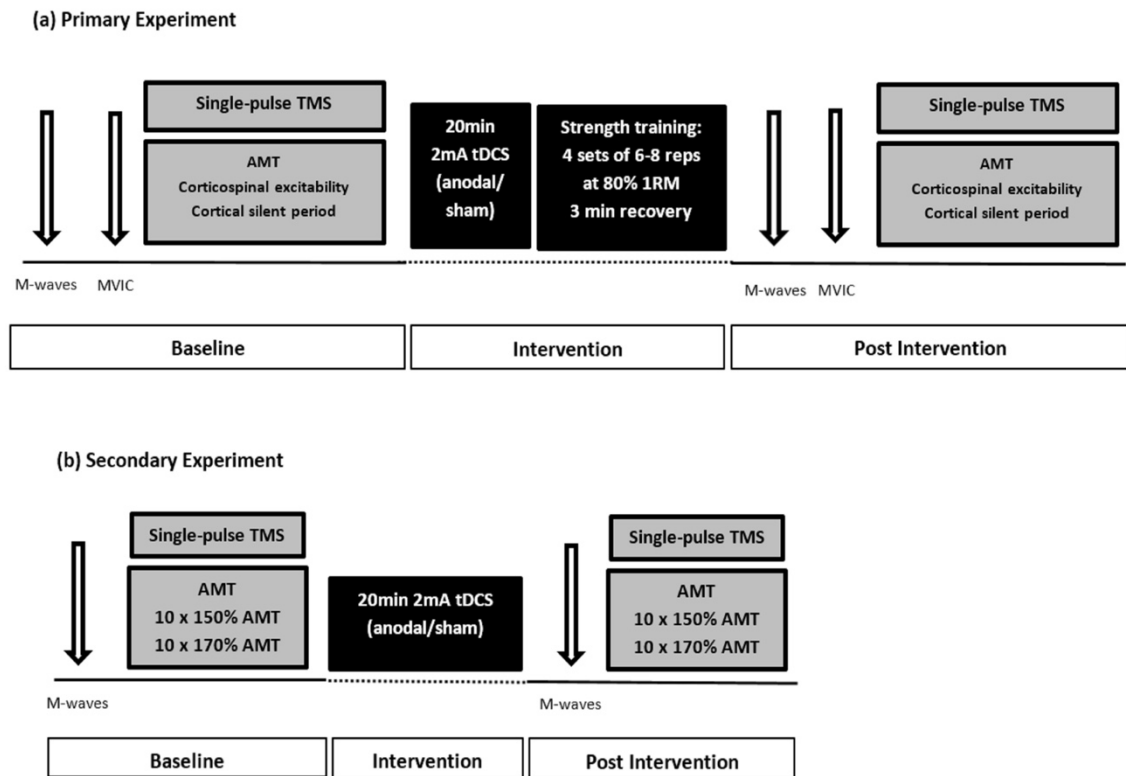 (a) Primary Experiment
Single-pulse TMS
AMT
Corticospinal excitability
Cortical silent period
20min
2mA tDCS
(anodal/
sham)
Strength training:
4 sets of 6-8 reps
at 80% 1RM
3 min recovery
Single-pulse TMS
AMT
Corticospinal excitability
Cortical silent period
M-waves
MVIC
M-waves
MVIC
Baseline
Intervention
Post Intervention
(b) Secondary Experiment
Single-pulse TMS
AMT
10 x 150% AMT
10 x 170% AMT
20min 2mA tDCS
(anodal/sham)
Single-pulse TMS
AMT
10 x 150% AMT
10 x 170% AMT
M-waves
M-waves
Baseline
Intervention
Post Intervention